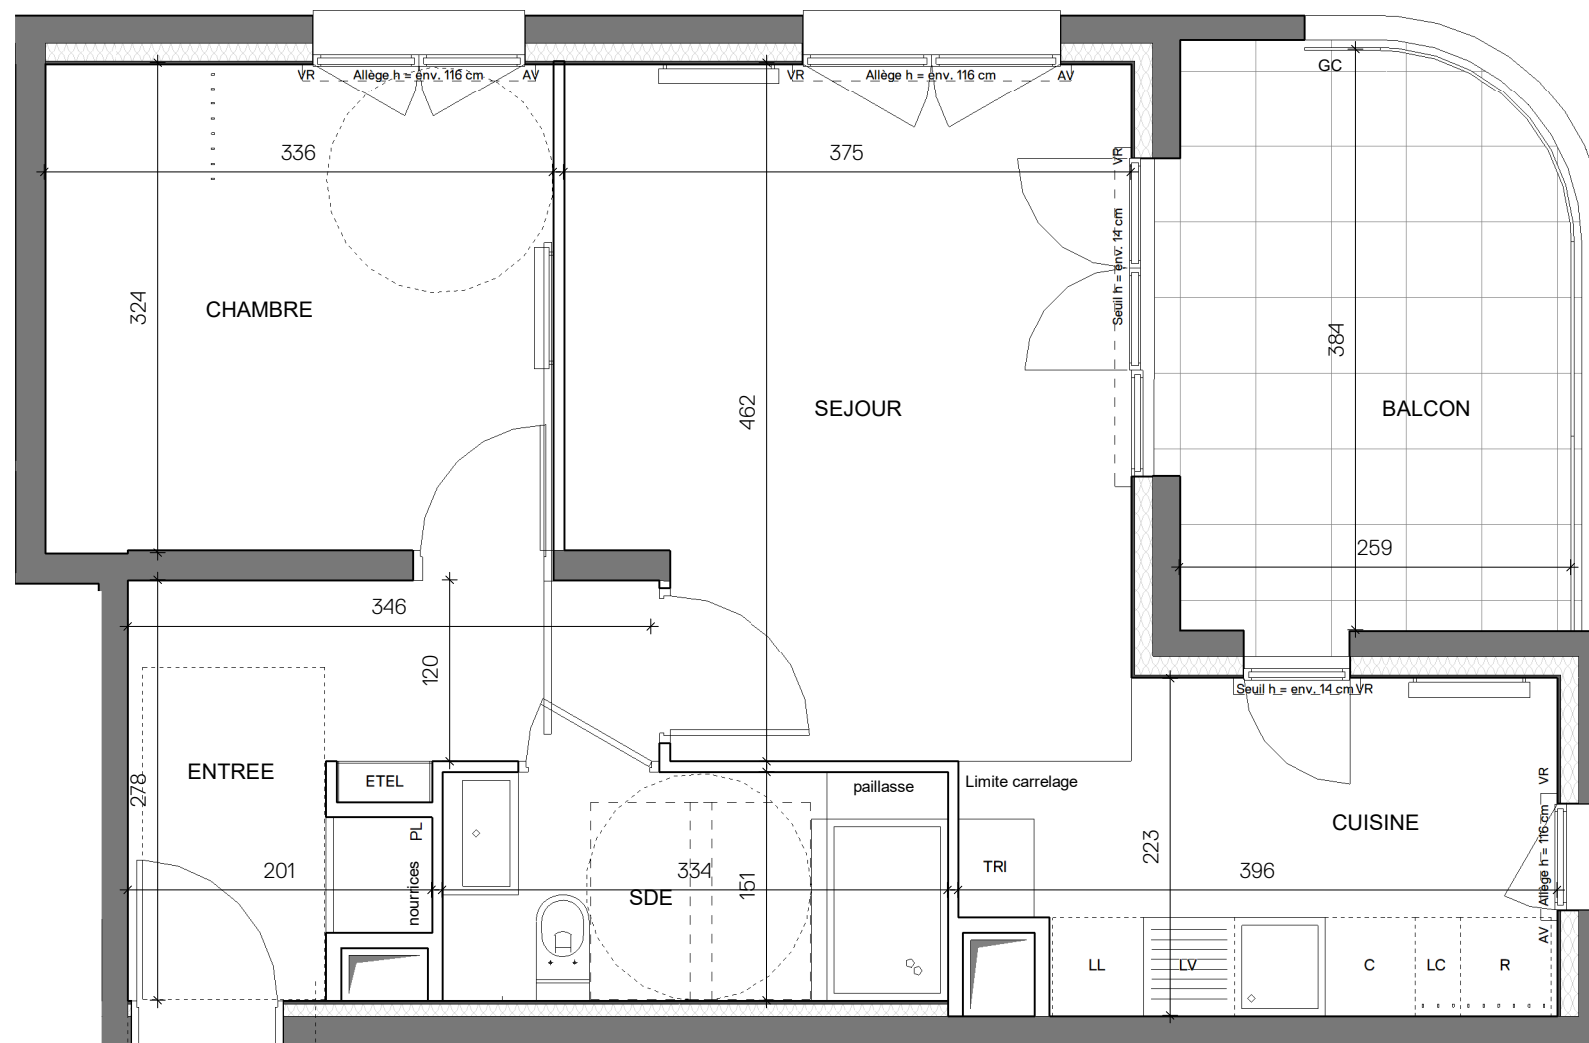 VR
Allège h = env. 116 cm
AV
VR
Allège h = env. 116 cm
AV
GC
336
375
VR
Seuil h = env. 14 cm
324
CHAMBRE
462
SEJOUR
384
BALCON
259
346
120
Seuil h = env. 14 cm VR
ENTREE
278
ETEL
paillasse
Limite carrelage
VR
Allège h = 116 cm
AV
CUISINE
PL
nourrices
201
334
151
SDE
TRI
223
396
LL
LV
C
LC
R